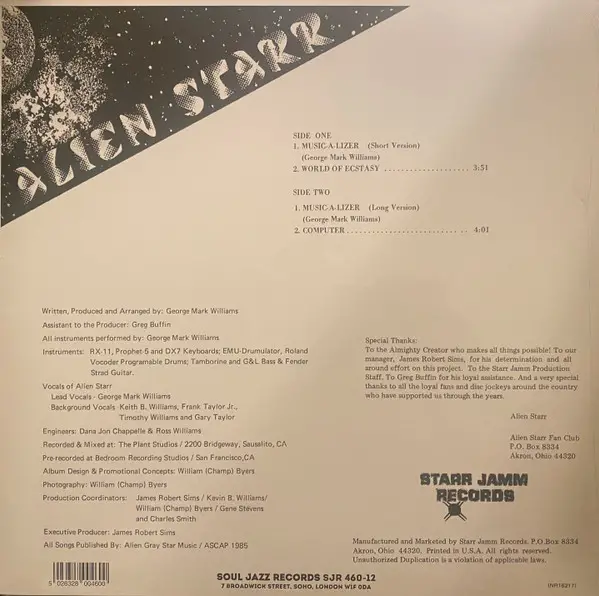 ALIEN STARR
SIDE ONE
1. MUSIC-A-LIZER (Short Version)
(George Mark Williams)
2. WORLD OF ECSTASY ..................... 3:51
SIDE TWO
1. MUSIC-A-LIZER (Long Version)
(George Mark Williams)
2. COMPUTER ............................ 4:01
Written, Produced and Arranged by: George Mark Williams
Assistant to the Producer: Greg Buffin
All instruments performed by: George Mark Williams
Instruments: RX-11, Prophet-5 and DX7 Keyboards; EMU-Drumulator, Roland
Vocoder Programable Drums; Tamborine and G&L Bass & Fender
Strad Guitar.
Vocals of Alien Starr
Lead Vocals - George Mark Williams
Background Vocals Keith B. Williams, Frank Taylor Jr.,
Timothy Williams and Gary Taylor
Engineers: Dana Jon Chappelle & Ross Williams
Recorded & Mixed at: The Plant Studios / 2200 Bridgeway, Sausalito, CA
Pre-recorded at Bedroom Recording Studios / San Francisco, CA
Album Design & Promotional Concepts: William (Champ) Byers
Photography: William (Champ) Byers
Production Coordinators: James Robert Sims / Kevin B. Williams/
William (Champ) Byers / Gene Stevens
and Charles Smith
Executive Producer: James Robert Sims
All Songs Published By: Alien Gray Star Music / ASCAP 1985
Special Thanks:
To the Almighty Creator who makes all things possible! To our
manager, James Robert Sims, for his determination and all
around effort on this project. To the Starr Jamm Production
Staff, To Greg Buffin for his loyal assistance. And a very special
thanks to all the loyal fans and disc jockeys around the country
who have supported us through the years.
Alien Starr
Alien Starr Fan Club
P.O. Box 8334
Akron, Ohio 44320
STARR JAMM
RECORDS
Manufactured and Marketed by Starr Jamm Records. P.O.Box 8334
Akron, Ohio 44320. Printed in U.S.A. All rights reserved.
Unauthorized Duplication is a violation of applicable laws.
5 026328 004600
SOUL JAZZ RECORDS SJR 460-12
7 BROADWICK STREET, SOHO, LONDON W1F 0DA
(NR16217)